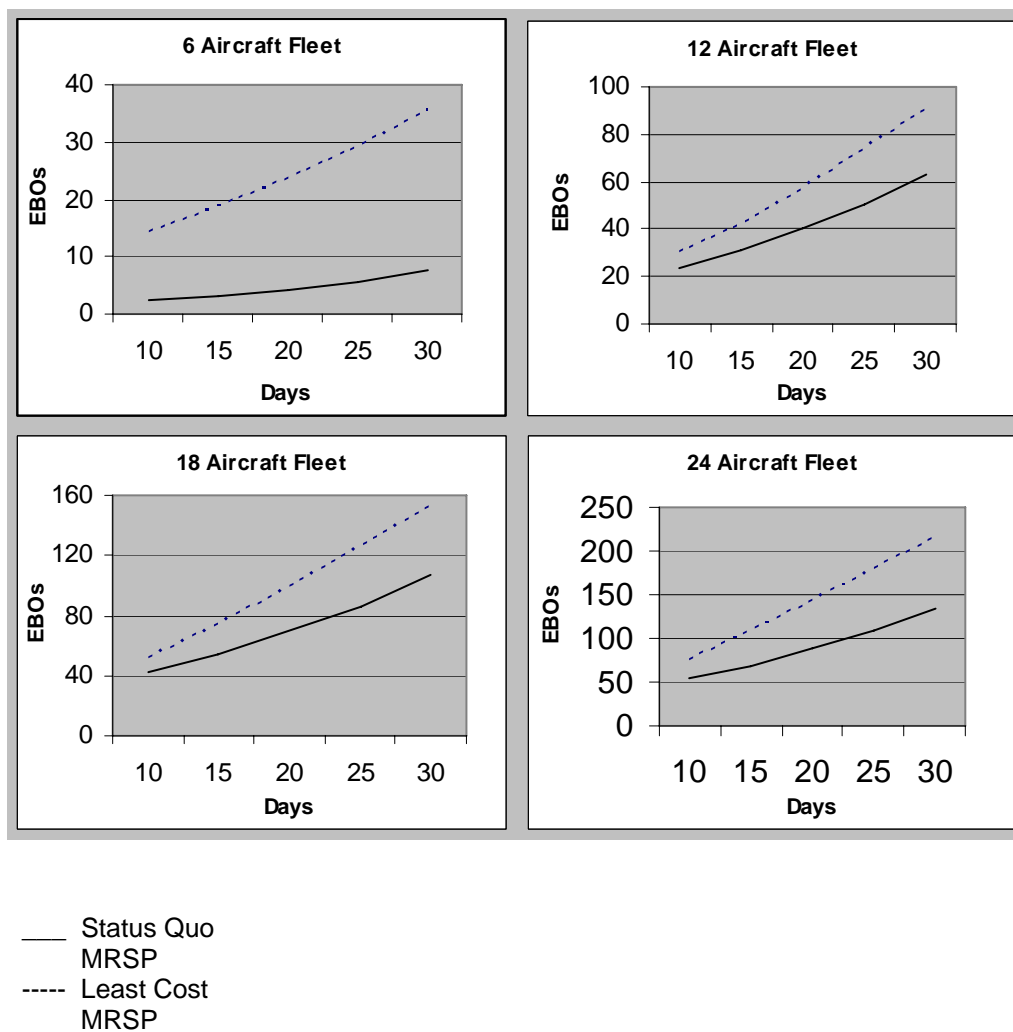 6 Aircraft Fleet
40
30
20
10
0
EBOs
10 15 20 25 30
Days
12 Aircraft Fleet
100
80
60
40
20
0
EBOs
10 15 20 25 30
Days
18 Aircraft Fleet
160
120
80
40
0
EBOs
10 15 20 25 30
Days
24 Aircraft Fleet
250
200
150
100
50
0
EBOs
10 15 20 25 30
Days
___ Status Quo
MRSP
----- Least Cost
MRSP